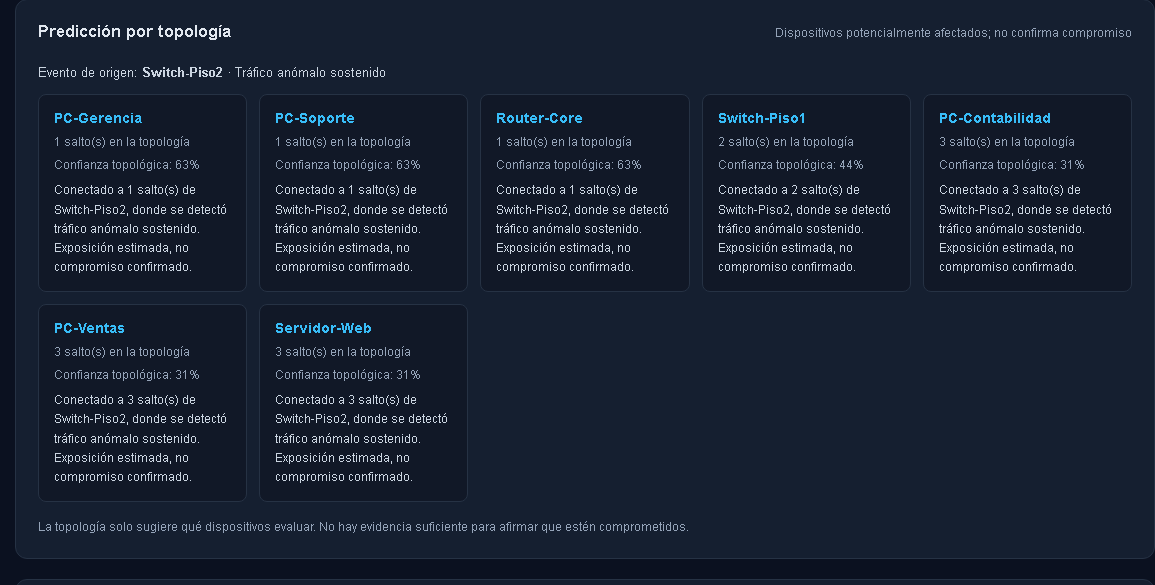 Predicción por topología
Dispositivos potencialmente afectados; no confirma compromiso
Evento de origen: Switch-Piso2 · Tráfico anómalo sostenido
PC-Gerencia
1 salto(s) en la topología
Confianza topológica: 63%
Conectado a 1 salto(s) de
Switch-Piso2, donde se detectó
tráfico anómalo sostenido.
Exposición estimada, no
compromiso confirmado.
PC-Soporte
1 salto(s) en la topología
Confianza topológica: 63%
Conectado a 1 salto(s) de
Switch-Piso2, donde se detectó
tráfico anómalo sostenido.
Exposición estimada, no
compromiso confirmado.
Router-Core
1 salto(s) en la topología
Confianza topológica: 63%
Conectado a 1 salto(s) de
Switch-Piso2, donde se detectó
tráfico anómalo sostenido.
Exposición estimada, no
compromiso confirmado.
Switch-Piso1
2 salto(s) en la topología
Confianza topológica: 44%
Conectado a 2 salto(s) de
Switch-Piso2, donde se detectó
tráfico anómalo sostenido.
Exposición estimada, no
compromiso confirmado.
PC-Contabilidad
3 salto(s) en la topología
Confianza topológica: 31%
Conectado a 3 salto(s) de
Switch-Piso2, donde se detectó
tráfico anómalo sostenido.
Exposición estimada, no
compromiso confirmado.
PC-Ventas
3 salto(s) en la topología
Confianza topológica: 31%
Conectado a 3 salto(s) de
Switch-Piso2, donde se detectó
tráfico anómalo sostenido.
Exposición estimada, no
compromiso confirmado.
Servidor-Web
3 salto(s) en la topología
Confianza topológica: 31%
Conectado a 3 salto(s) de
Switch-Piso2, donde se detectó
tráfico anómalo sostenido.
Exposición estimada, no
compromiso confirmado.
La topología solo sugiere qué dispositivos evaluar. No hay evidencia suficiente para afirmar que estén comprometidos.